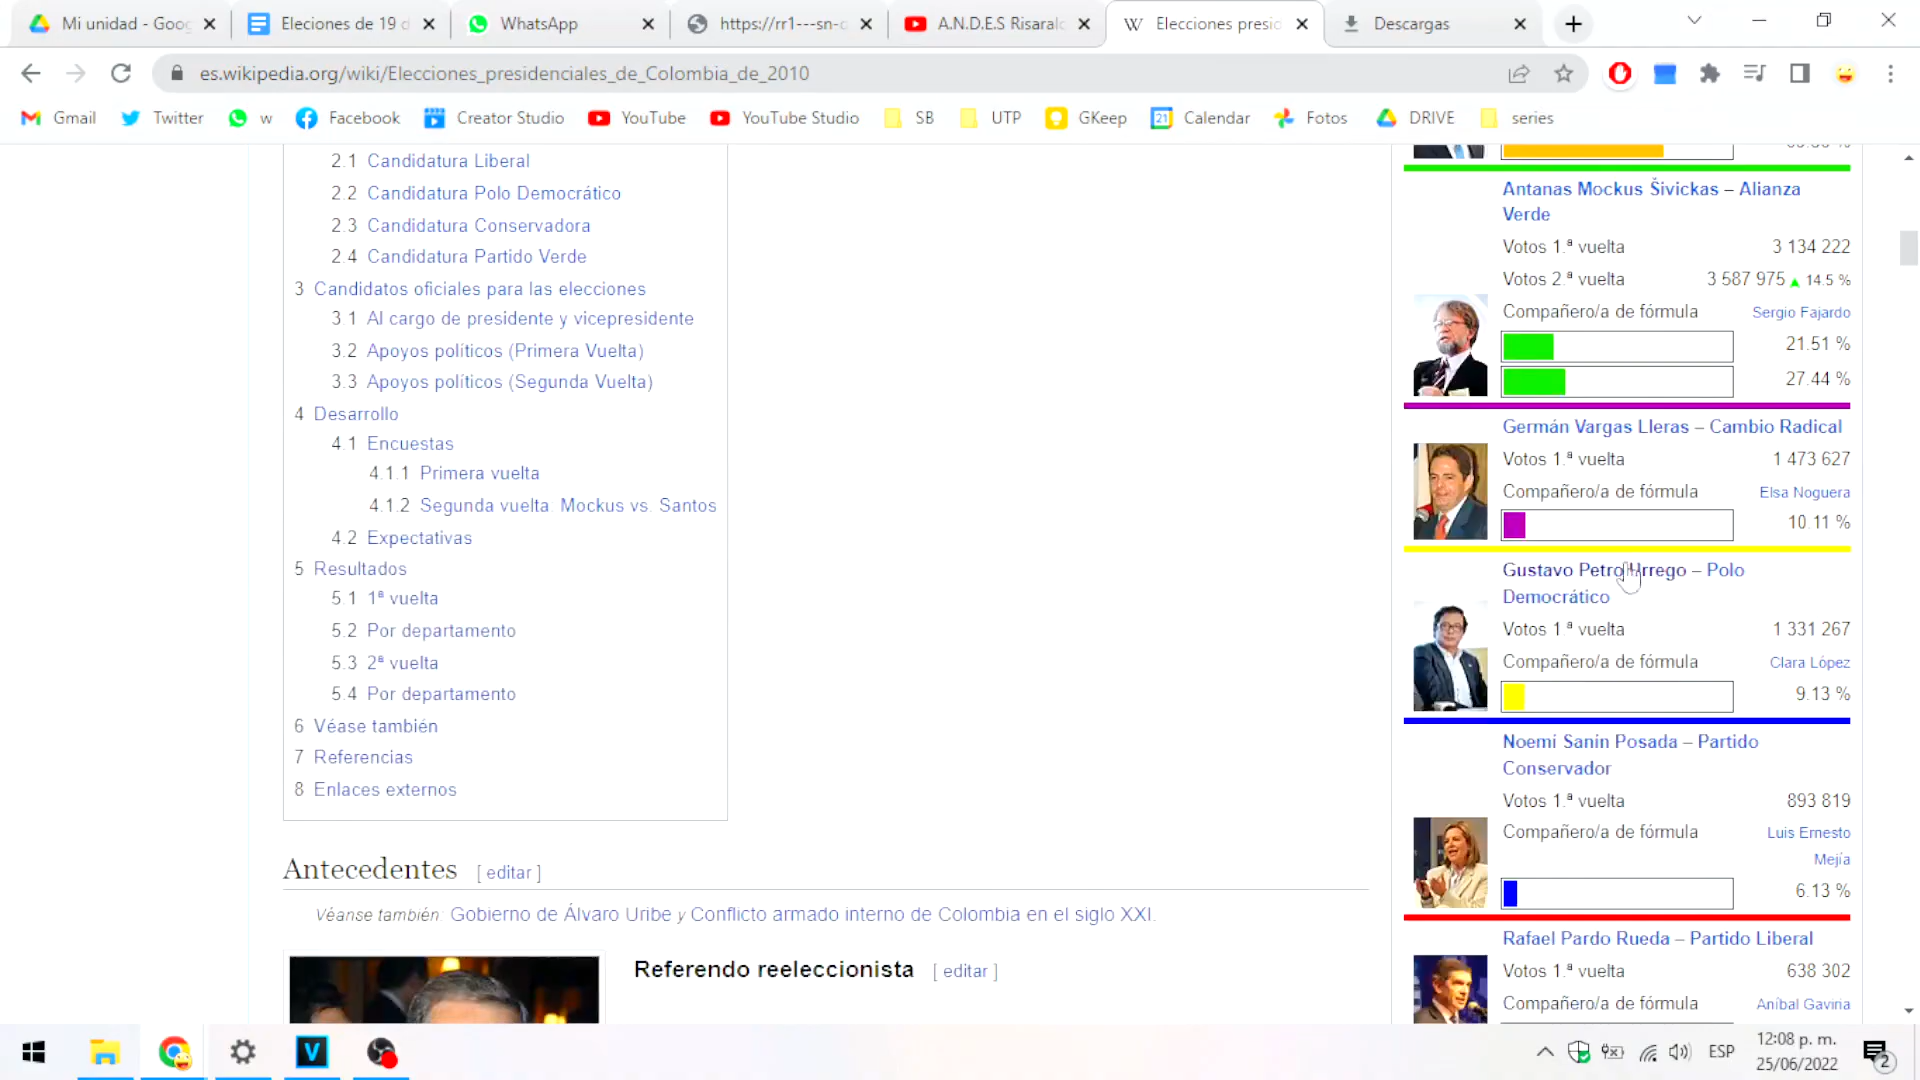 Mi unidad - Goog
Eleciones de 19 d
WhatsApp
https://rr1---sn-c
A.N.D.E.S Risaralc
Elecciones presid
Descargas
es.wikipedia.org/wiki/Elecciones_presidenciales_de_Colombia_de_2010
Gmail
Twitter
w
Facebook
Creator Studio
YouTube
YouTube Studio
SB
UTP
GKeep
Calendar
Fotos
DRIVE
series
2.1 Candidatura Liberal
2.2 Candidatura Polo Democrático
2.3 Candidatura Conservadora
2.4 Candidatura Partido Verde
3 Candidatos oficiales para las elecciones
3.1 Al cargo de presidente y vicepresidente
3.2 Apoyos políticos (Primera Vuelta)
3.3 Apoyos políticos (Segunda Vuelta)
4 Desarrollo
4.1 Encuestas
4.1.1 Primera vuelta
4.1.2 Segunda vuelta: Mockus vs. Santos
4.2 Expectativas
5 Resultados
5.1 1ª vuelta
5.2 Por departamento
5.3 2ª vuelta
5.4 Por departamento
6 Véase también
7 Referencias
8 Enlaces externos
Antecedentes [ editar ]
Véanse también: Gobierno de Álvaro Uribe y Conflicto armado interno de Colombia en el siglo XXI.
Referendo reeleccionista [ editar ]
Antanas Mockus Šivickas – Alianza
Verde
Votos 1.ª vuelta 3 134 222
Votos 2.ª vuelta 3 587 975 ▲ 14.5 %
Compañero/a de fórmula Sergio Fajardo
21.51 %
27.44 %
Germán Vargas Lleras – Cambio Radical
Votos 1.ª vuelta 1 473 627
Compañero/a de fórmula Elsa Noguera
10.11 %
Gustavo Petro Urrego – Polo
Democrático
Votos 1.ª vuelta 1 331 267
Compañero/a de fórmula Clara López
9.13 %
Noemí Sanín Posada – Partido
Conservador
Votos 1.ª vuelta 893 819
Compañero/a de fórmula Luis Ernesto
Mejía
6.13 %
Rafael Pardo Rueda – Partido Liberal
Votos 1.ª vuelta 638 302
Compañero/a de fórmula Aníbal Gaviria
ESP
12:08 p. m.
25/06/2022
2